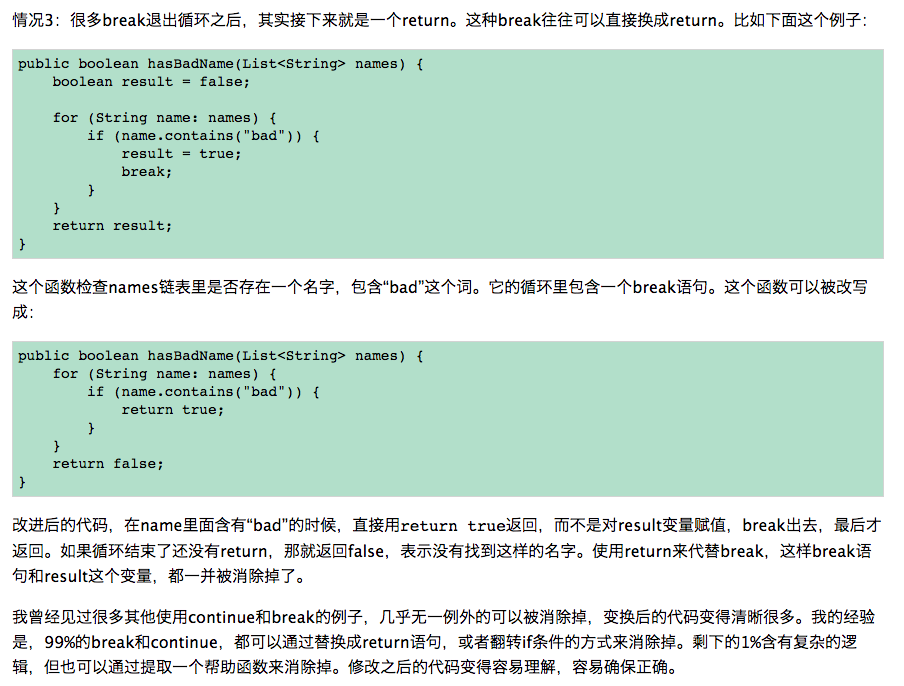 情况3：很多break退出循环之后，其实接下来就是一个return。这种break往往可以直接换成return。比如下面这个例子：
public boolean hasBadName(List<String> names) {
    boolean result = false;

    for (String name: names) {
        if (name.contains("bad")) {
            result = true;
            break;
        }
    }
    return result;
}
这个函数检查names链表里是否存在一个名字，包含“bad”这个词。它的循环里包含一个break语句。这个函数可以被改写
成：
public boolean hasBadName(List<String> names) {
    for (String name: names) {
        if (name.contains("bad")) {
            return true;
        }
    }
    return false;
}
改进后的代码，在name里面含有“bad”的时候，直接用return true返回，而不是对result变量赋值，break出去，最后才
返回。如果循环结束了还没有return，那就返回false，表示没有找到这样的名字。使用return来代替break，这样break语
句和result这个变量，都一并被消除掉了。
我曾经见过很多其他使用continue和break的例子，几乎无一例外的可以被消除掉，变换后的代码变得清晰很多。我的经验
是，99%的break和continue，都可以通过替换成return语句，或者翻转if条件的方式来消除掉。剩下的1%含有复杂的逻
辑，但也可以通过提取一个帮助函数来消除掉。修改之后的代码变得容易理解，容易确保正确。